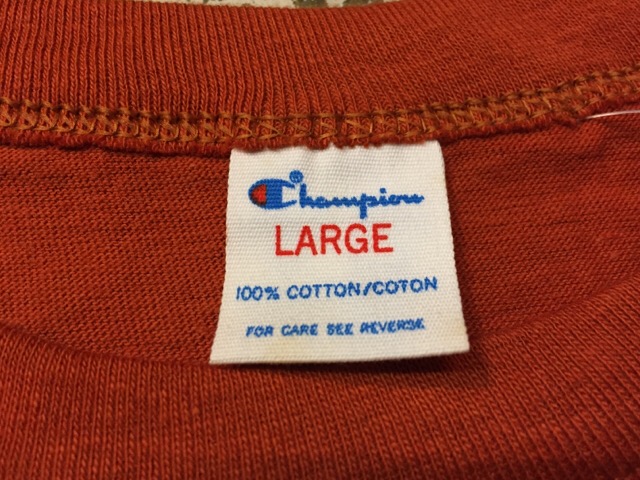 Champion®
LARGE
100% COTTON/COTON
FOR CARE SEE REVERSE